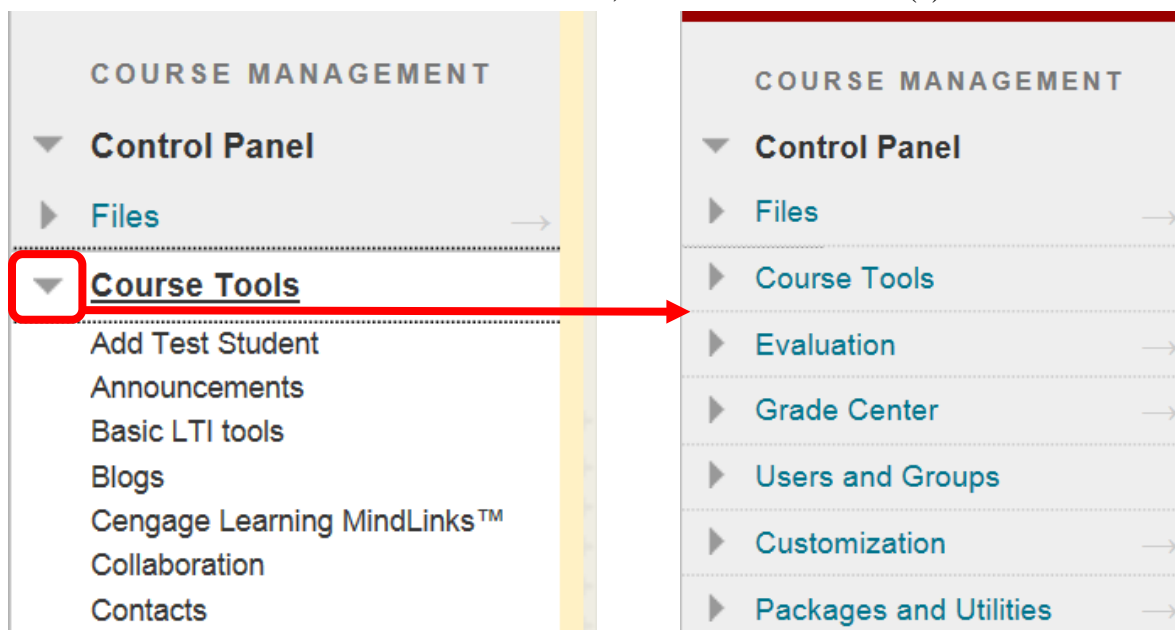 COURSE MANAGEMENT
Control Panel
Files
Course Tools
Add Test Student
Announcements
Basic LTI tools
Blogs
Cengage Learning MindLinks™
Collaboration
Contacts
COURSE MANAGEMENT
Control Panel
Files
Course Tools
Evaluation
Grade Center
Users and Groups
Customization
Packages and Utilities